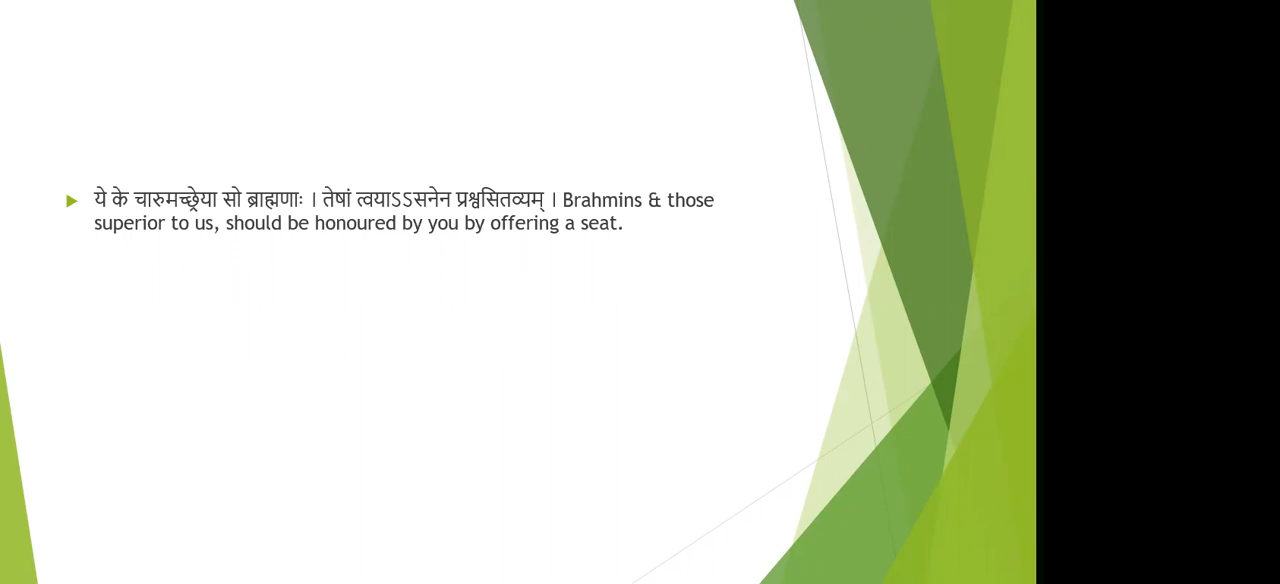 ये के चारुमच्छ्रेया सो ब्राह्मणाः । तेषां त्वयाऽऽसनेन प्रश्वसितव्यम् । Brahmins & those
superior to us, should be honoured by you by offering a seat.